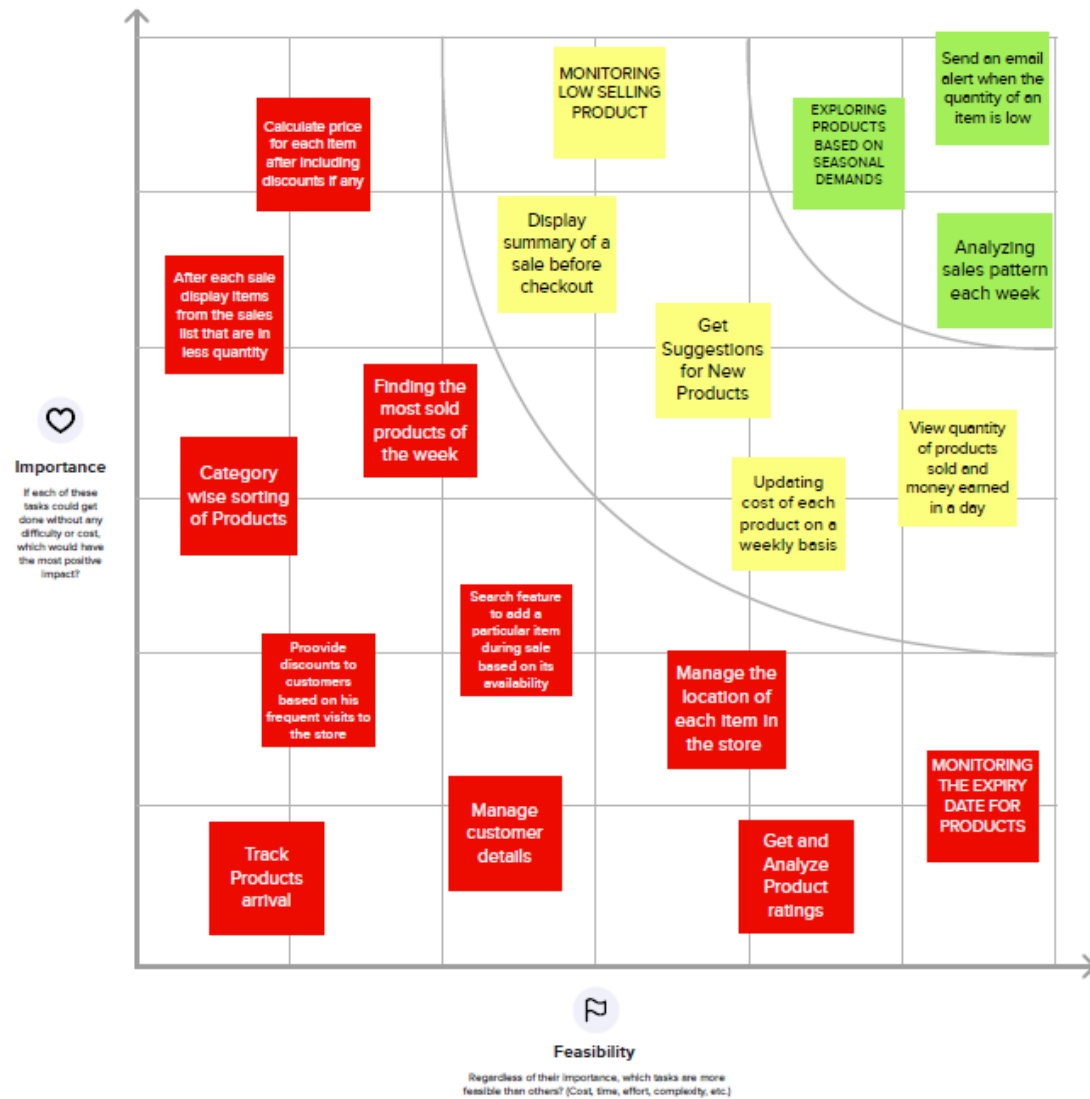 Send an email
alert when the
quantity of an
item is low
MONITORING
LOW SELLING
PRODUCT
EXPLORING
PRODUCTS
BASED ON
SEASONAL
DEMANDS
Calculate price
for each item
after including
discounts if any
Display
summary of a
sale before
checkout
Analyzing
sales pattern
each week
After each sale
display items
from the sales
list that are in
less quantity
Get
Suggestions
for New
Products
Finding the
most sold
products of
the week
View quantity
of products
sold and
money earned
in a day
Category
wise sorting
of Products
Updating
cost of each
product on a
weekly basis
Importance
If each of these
tasks could get
done without any
difficulty or cost,
which would have
the most positive
impact?
Search feature
to add a
particular item
during sale
based on its
availability
Proovide
discounts to
customers
based on his
frequent visits to
the store
Manage the
location of
each item in
the store
MONITORING
THE EXPIRY
DATE FOR
PRODUCTS
Manage
customer
details
Track
Products
arrival
Get and
Analyze
Product
ratings
Feasibility
Regardless of their importance, which tasks are more
feasible than others? (Cost, time, effort, complexity, etc.)